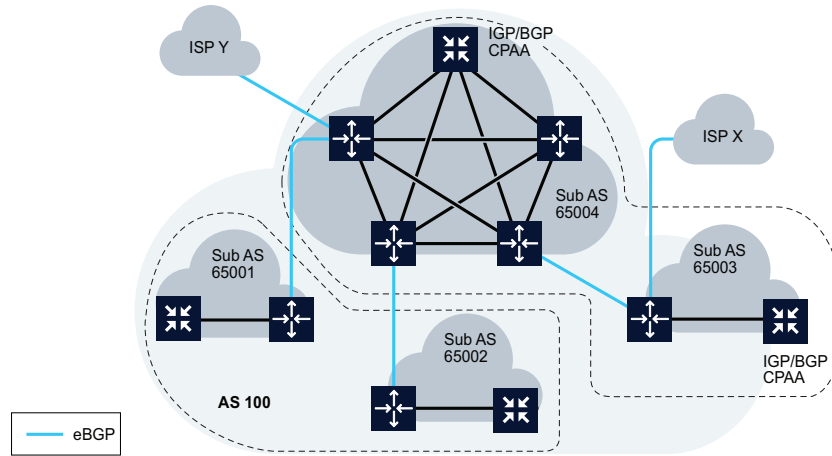 ISP Y
IGP/BGP
CPAA
ISP X
Sub AS
65004
Sub AS
65001
Sub AS
65003
Sub AS
65002
IGP/BGP
CPAA
AS 100
eBGP